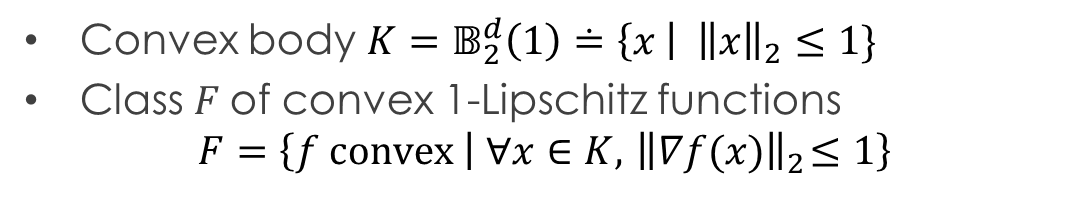 • Convex body 𝐾 = 𝔹₂ᵈ(1) ≐ {𝑥 | ‖𝑥‖₂ ≤ 1}
• Class 𝐹 of convex 1-Lipschitz functions
𝐹 = {𝑓 convex | ∀𝑥 ∈ 𝐾, ‖𝛻𝑓(𝑥)‖₂ ≤ 1}